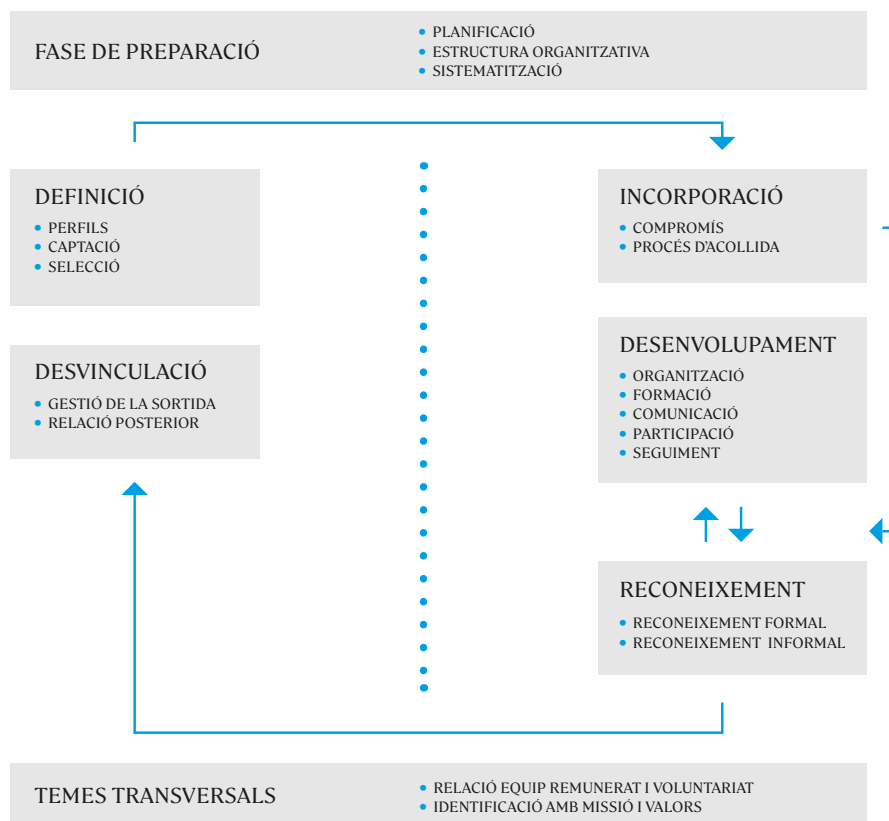 FASE DE PREPARACIÓ
• PLANIFICACIÓ
• ESTRUCTURA ORGANITZATIVA
• SISTEMATITZACIÓ
DEFINICIÓ
• PERFILS
• CAPTACIÓ
• SELECCIÓ
INCORPORACIÓ
• COMPROMÍS
• PROCÉS D'ACOLLIDA
DESENVOLUPAMENT
• ORGANITZACIÓ
• FORMACIÓ
• COMUNICACIÓ
• PARTICIPACIÓ
• SEGUIMENT
DESVINCULACIÓ
• GESTIÓ DE LA SORTIDA
• RELACIÓ POSTERIOR
RECONEIXEMENT
• RECONEIXEMENT FORMAL
• RECONEIXEMENT INFORMAL
TEMES TRANSVERSALS
• RELACIÓ EQUIP REMUNERAT I VOLUNTARIAT
• IDENTIFICACIÓ AMB MISSIÓ I VALORS